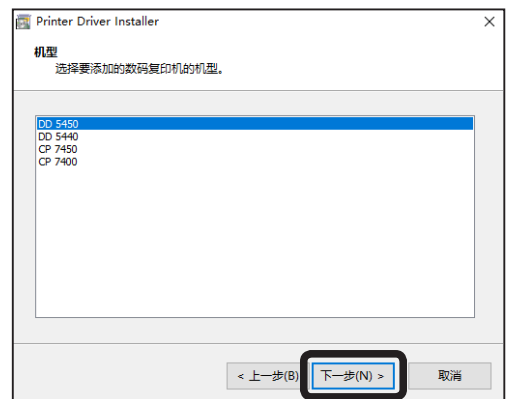 Printer Driver Installer
机型
选择要添加的数码复印机的机型。
DD 5450
DD 5440
CP 7450
CP 7400
< 上一步(B)
下一步(N) >
取消